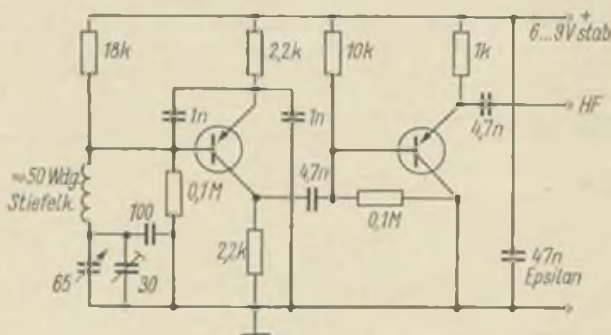 18k
2,2k
10k
1k
+
6...9V stab
1n
1n
4,7n
HF
≈50 Wdg.
Stiefelk.
0,1M
4,7n
0,1M
100
65
30
2,2k
47n
Epsilan